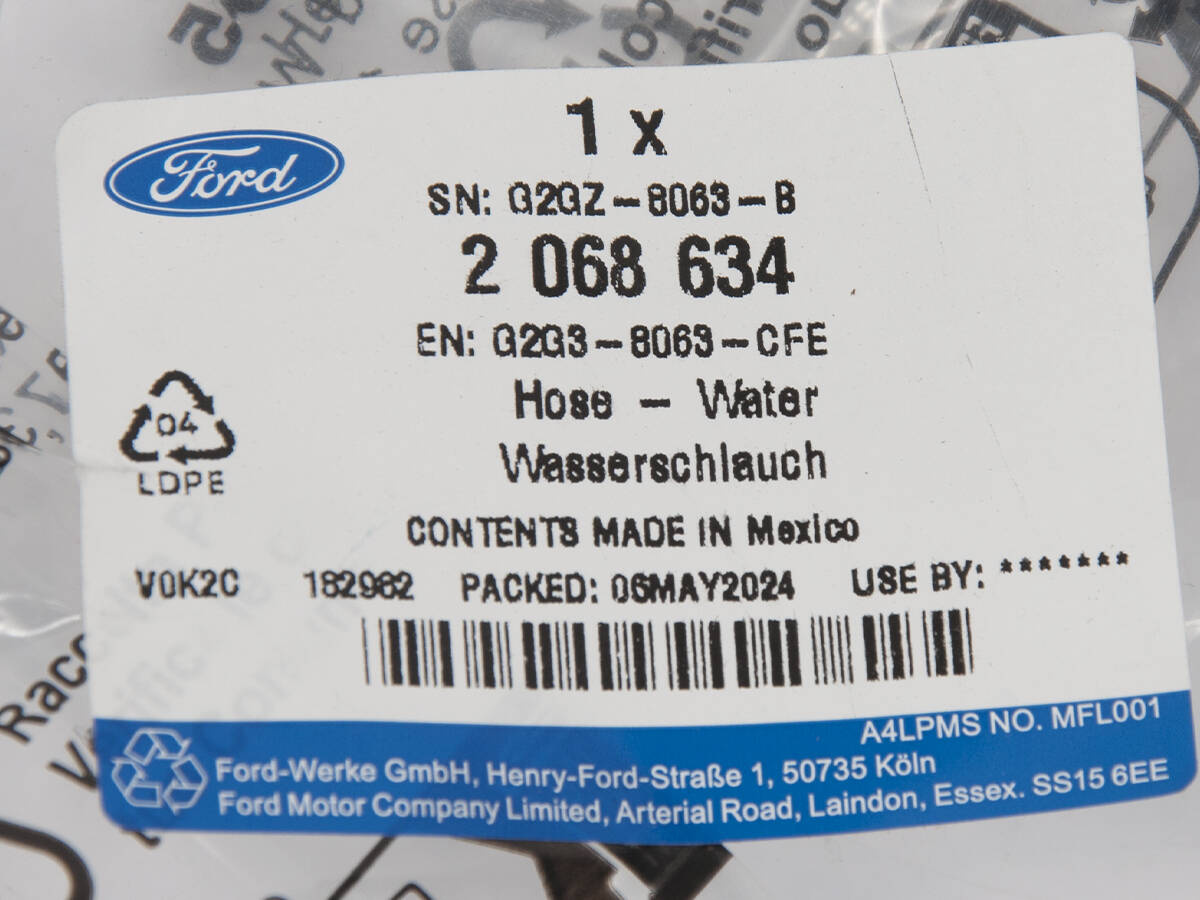 Ford
1 x
SN: G2GZ-8063-B
2 068 634
EN: G2G3-8063-CFE
Hose - Water
Wasserschlauch
04
LDPE
CONTENTS MADE IN Mexico
V0K2C 182982 PACKED: 06MAY2024 USE BY: *******
A4LPMS NO. MFL001
Ford-Werke GmbH, Henry-Ford-Straße 1, 50735 Köln
Ford Motor Company Limited, Arterial Road, Laindon, Essex. SS15 6EE